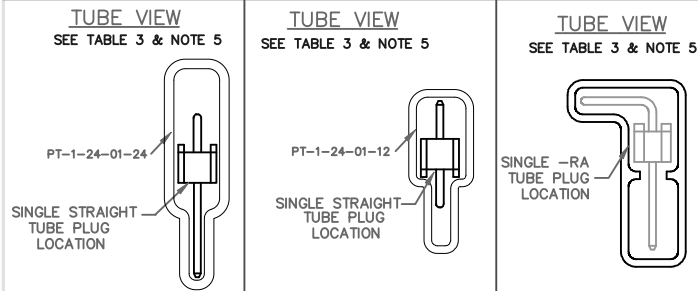 TUBE VIEW
SEE TABLE 3 & NOTE 5
PT-1-24-01-24
SINGLE STRAIGHT
TUBE PLUG
LOCATION
TUBE VIEW
SEE TABLE 3 & NOTE 5
PT-1-24-01-12
SINGLE STRAIGHT
TUBE PLUG
LOCATION
TUBE VIEW
SEE TABLE 3 & NOTE 5
SINGLE -RA
TUBE PLUG
LOCATION